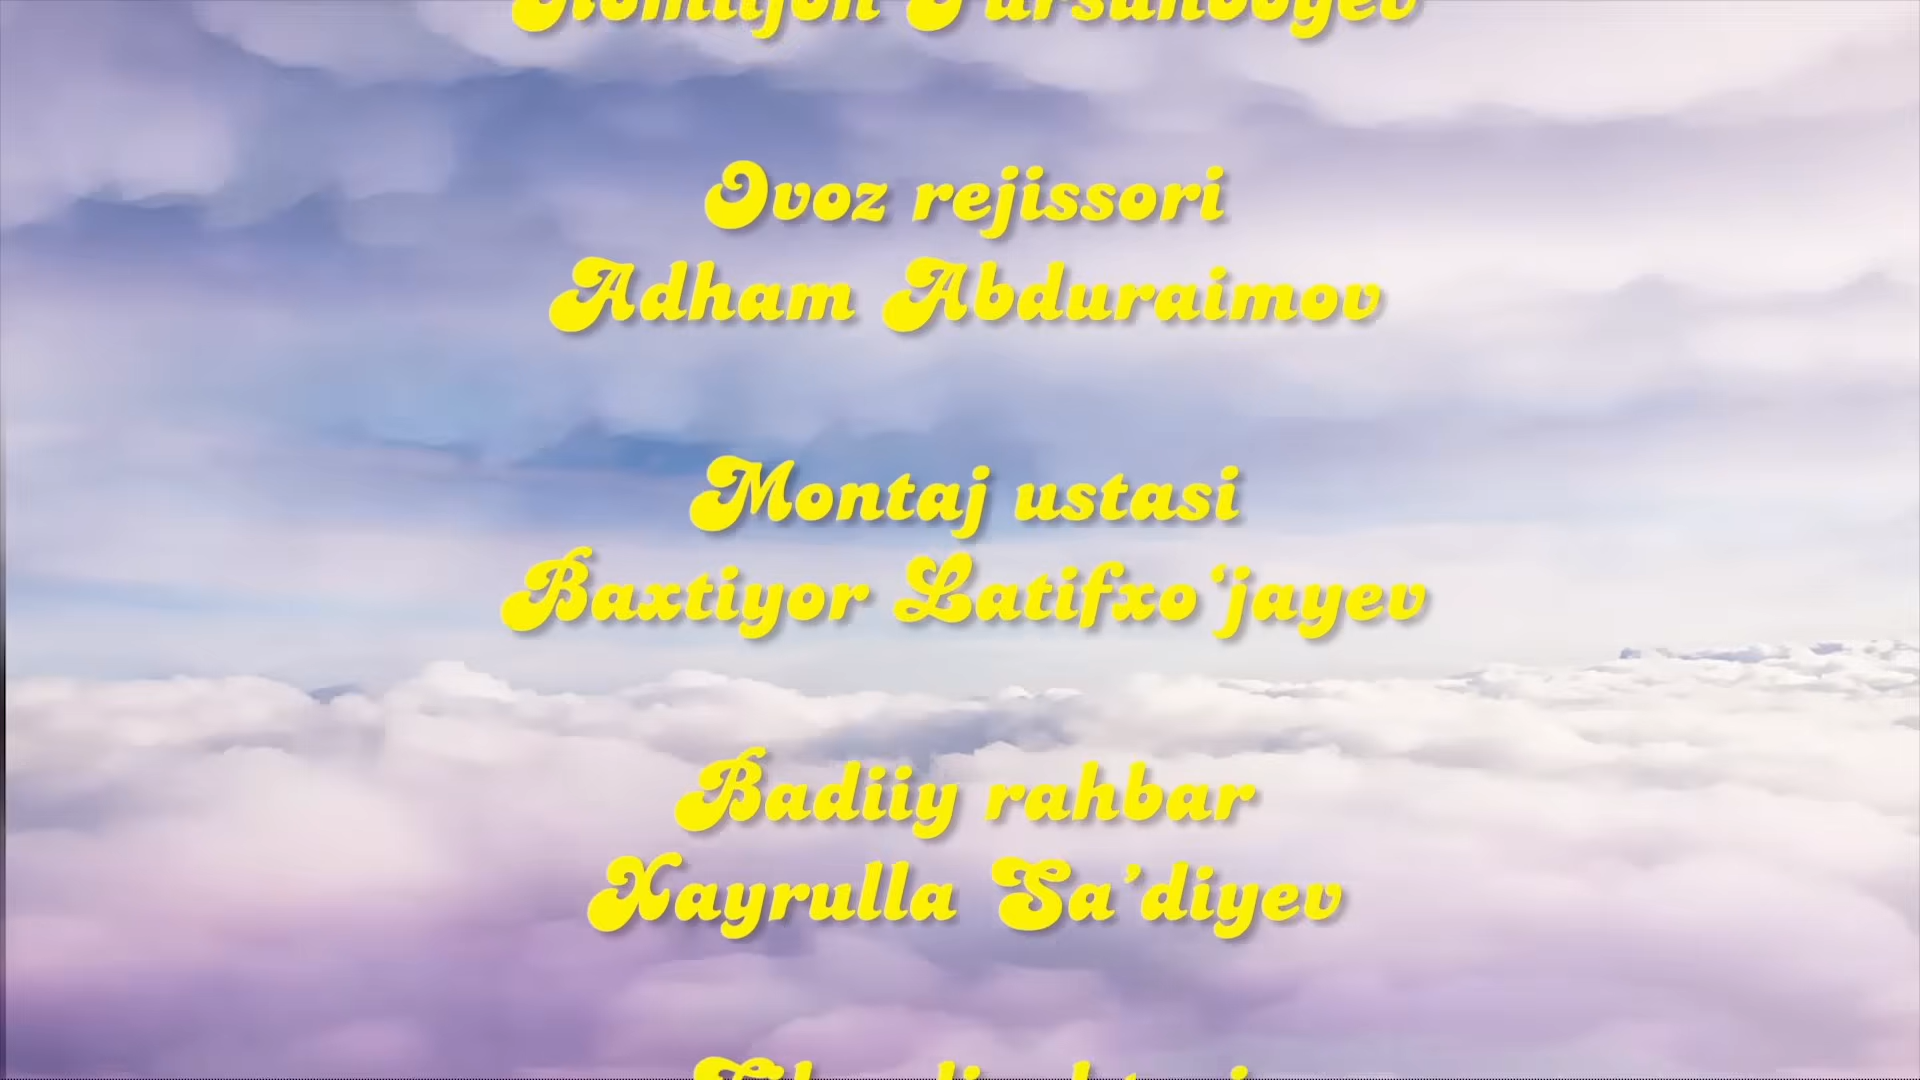 Ovoz rejissori
Adham Abduraimov
Montaj ustasi
Baxtiyor Latifxo‘jayev
Badiiy rahbar
Xayrulla Sa’diyev